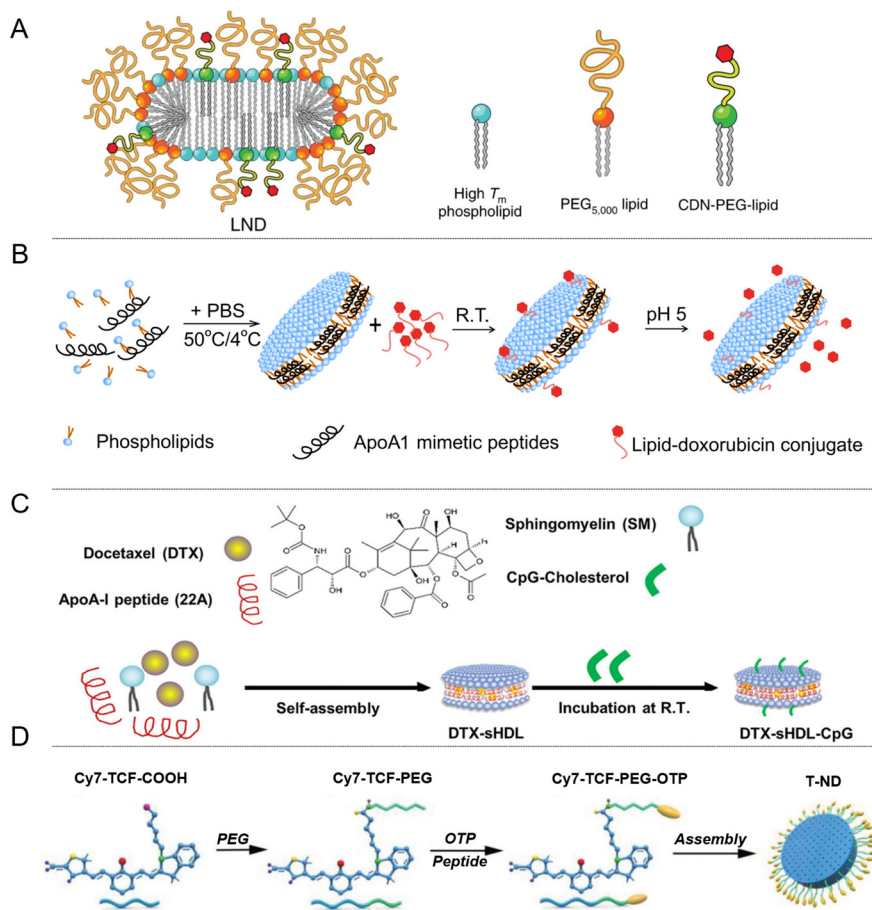 A
LND
High Tm
phospholipid
PEG5,000 lipid
CDN-PEG-lipid
B
+ PBS
50°C/4°C
+
R.T.
pH 5
Phospholipids
ApoA1 mimetic peptides
Lipid-doxorubicin conjugate
C
Docetaxel (DTX)
ApoA-I peptide (22A)
Sphingomyelin (SM)
CpG-Cholesterol
Self-assembly
DTX-sHDL
Incubation at R.T.
DTX-sHDL-CpG
D
Cy7-TCF-COOH
Cy7-TCF-PEG
Cy7-TCF-PEG-OTP
T-ND
PEG
OTP
Peptide
Assembly